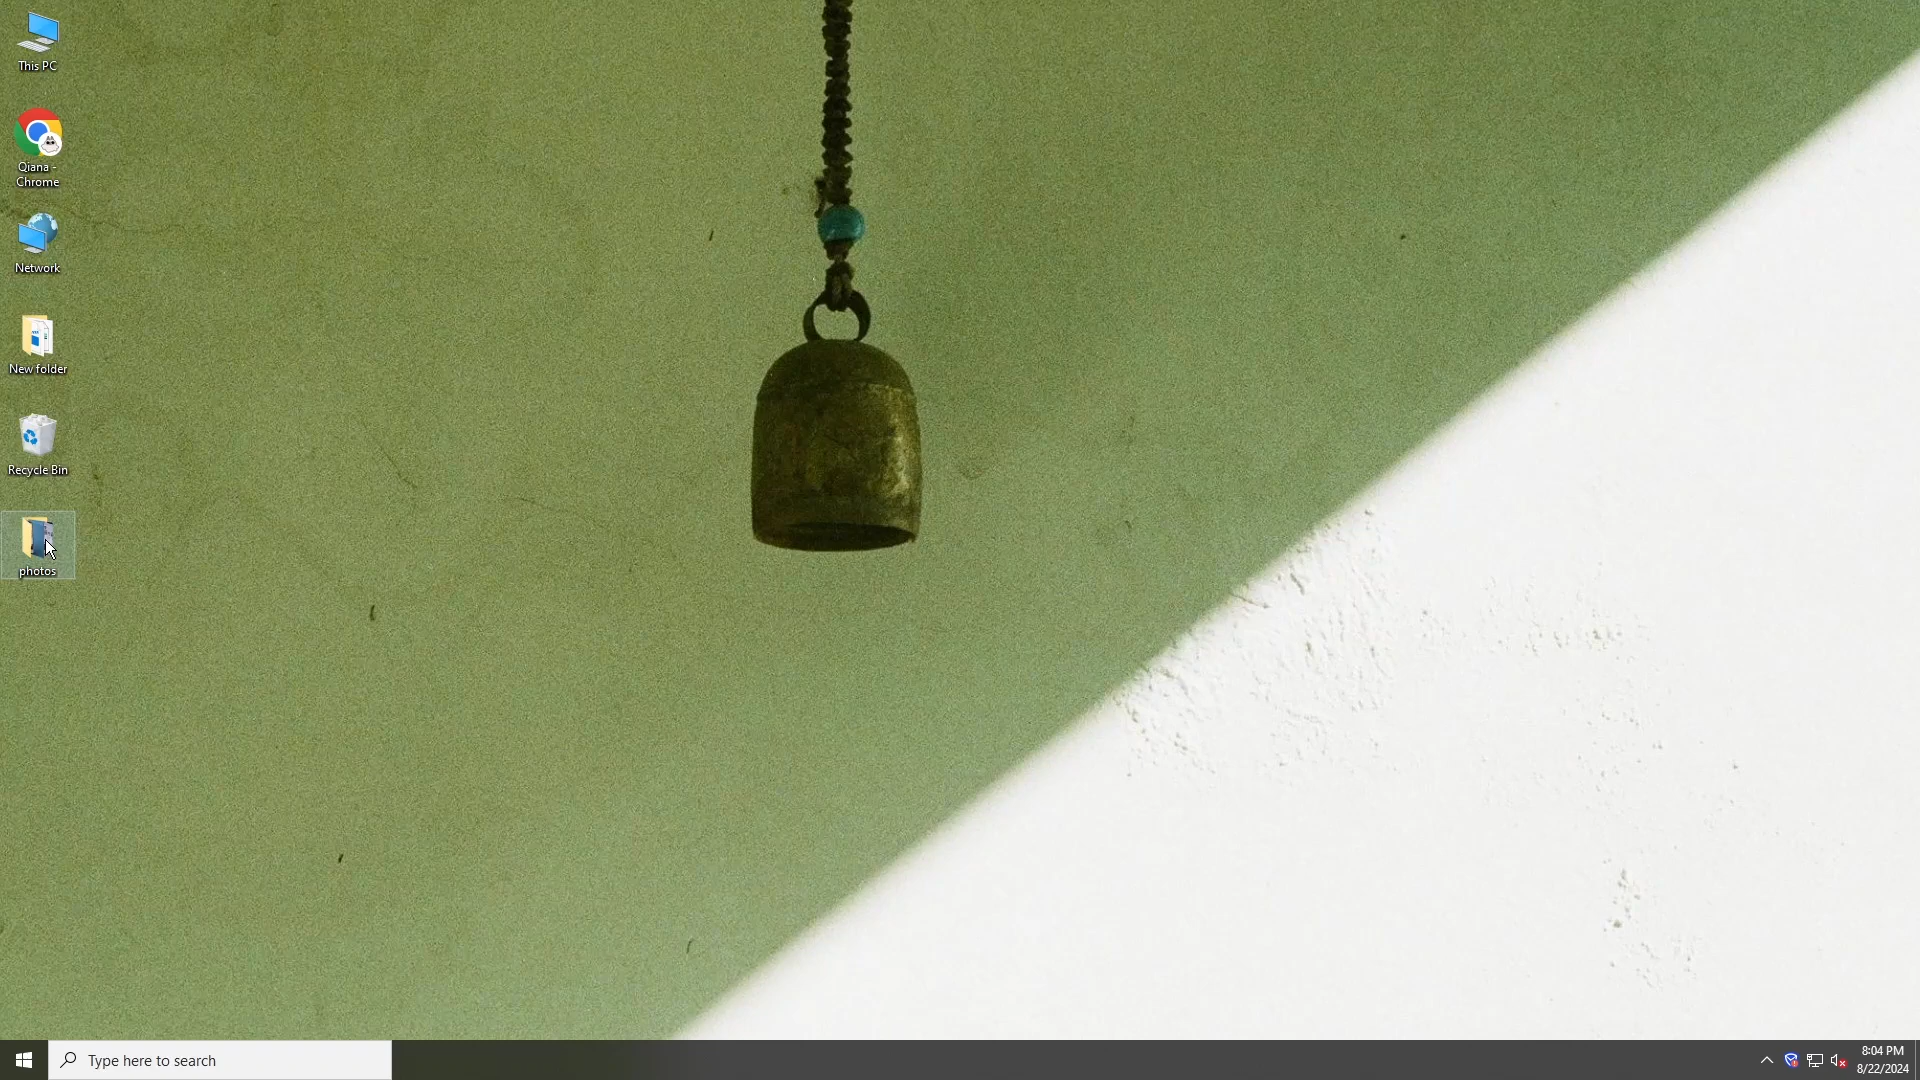 This PC
Qiana -
Chrome
Network
New folder
Recycle Bin
photos
Type here to search
8:04 PM
8/22/2024